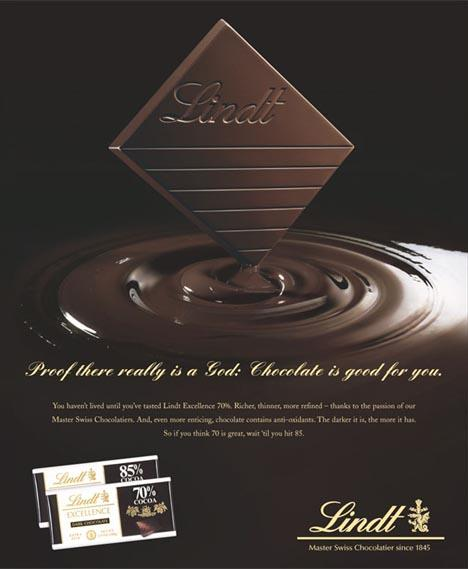 Lindt
Proof there really is a God: Chocolate is good for you.
You haven't lived until you've tasted Lindt Excellence 70%. Richer, thinner, more refined – thanks to the passion of our
Master Swiss Chocolatiers. And, even more enticing, chocolate contains anti-oxidants. The darker it is, the more it has.
So if you think 70 is great, wait 'til you hit 85.
Lindt
85%
COCOA
Lindt
EXCELLENCE
DARK CHOCOLATE
70%
COCOA
Lindt
Master Swiss Chocolatier since 1845